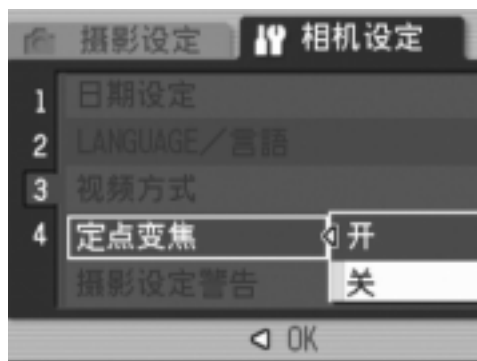 摄影设定 相机设定
1 日期设定
2 LANGUAGE／言語
3 视频方式
4 定点变焦 开
摄影设定警告 关
OK